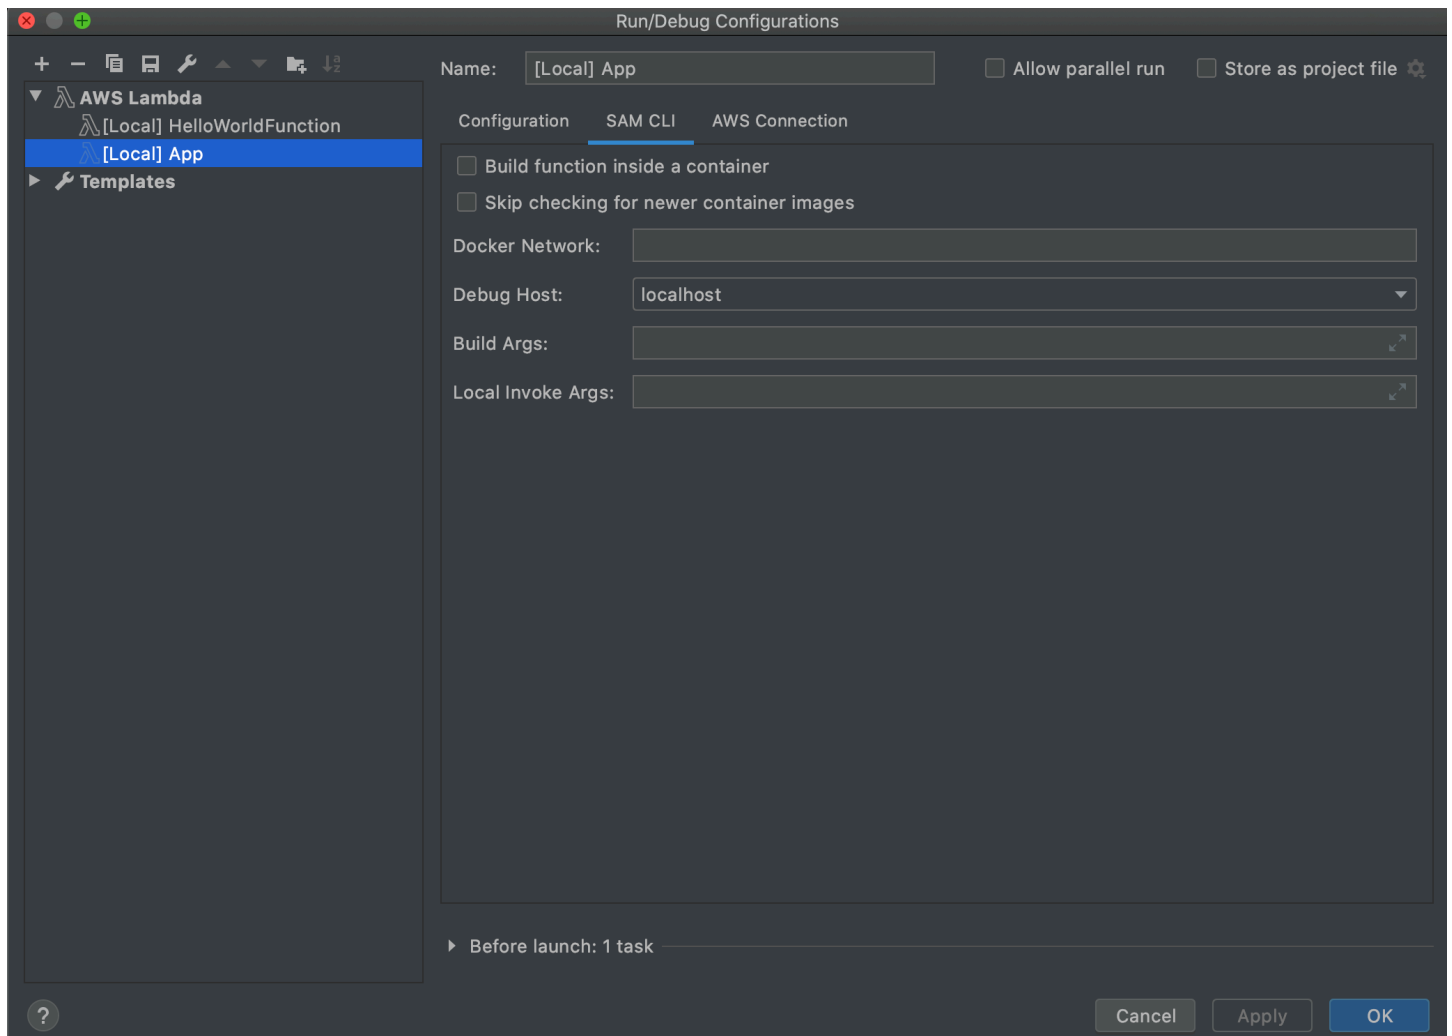 Run/Debug Configurations
Name: [Local] App Allow parallel run Store as project file
AWS Lambda
[Local] HelloWorldFunction
[Local] App
Templates
Configuration SAM CLI AWS Connection
Build function inside a container
Skip checking for newer container images
Docker Network:
Debug Host: localhost
Build Args:
Local Invoke Args:
Before launch: 1 task
? Cancel Apply OK